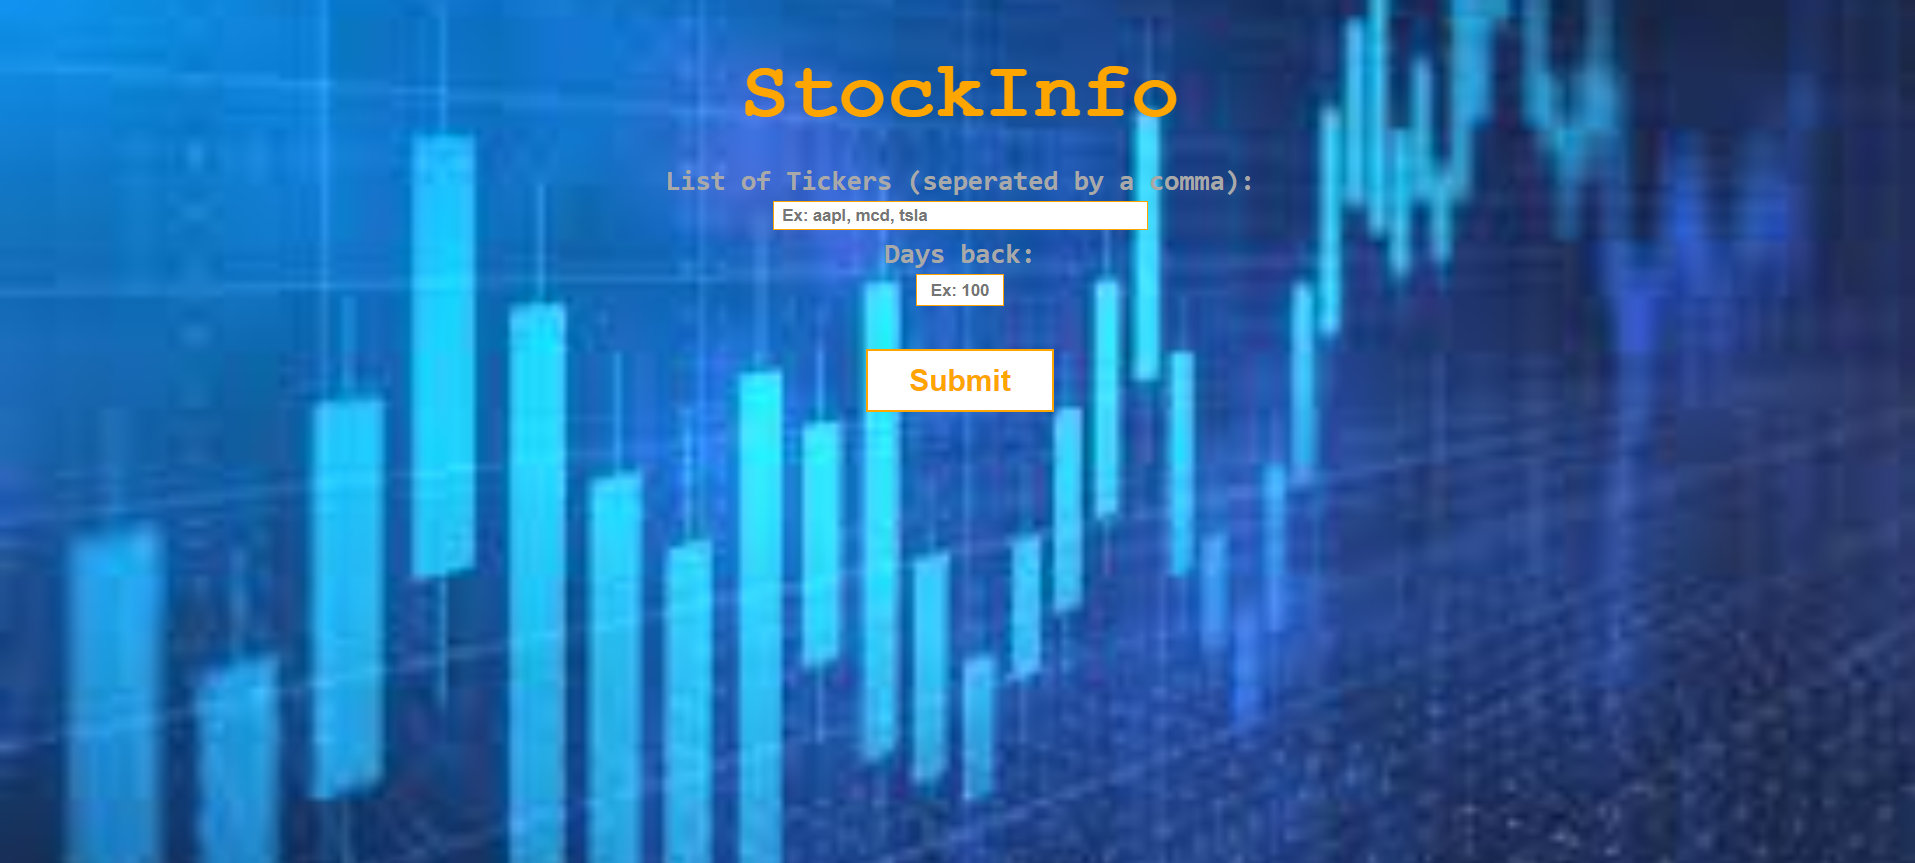 StockInfo
List of Tickers (seperated by a comma):
Ex: aapl, mcd, tsla
Days back:
Ex: 100
Submit